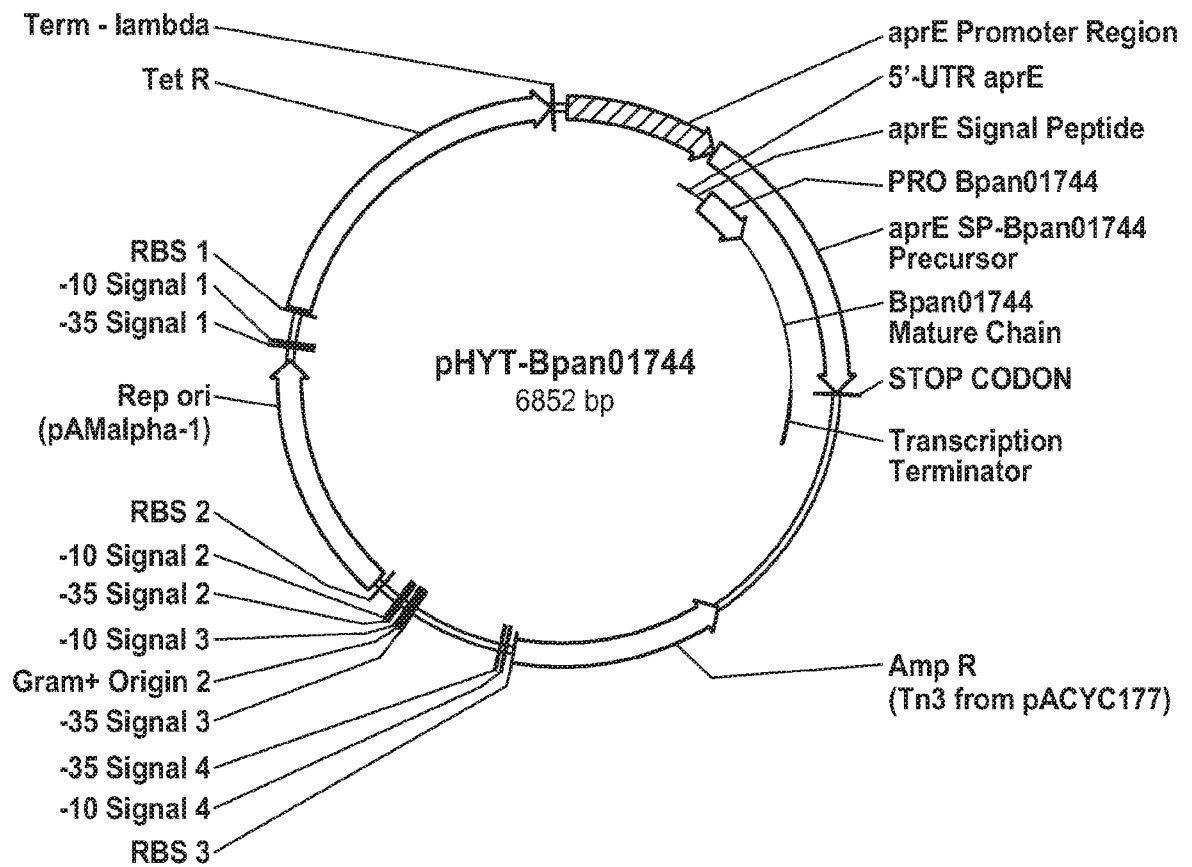 Term - lambda
Tet R
RBS 1
-10 Signal 1
-35 Signal 1
Rep ori
(pAMalpha-1)
RBS 2
-10 Signal 2
-35 Signal 2
-10 Signal 3
Gram+ Origin 2
-35 Signal 3
-35 Signal 4
-10 Signal 4
RBS 3
pHYT-Bpan01744
6852 bp
aprE Promoter Region
5'-UTR aprE
aprE Signal Peptide
PRO Bpan01744
aprE SP-Bpan01744
Precursor
Bpan01744
Mature Chain
STOP CODON
Transcription
Terminator
Amp R
(Tn3 from pACYC177)